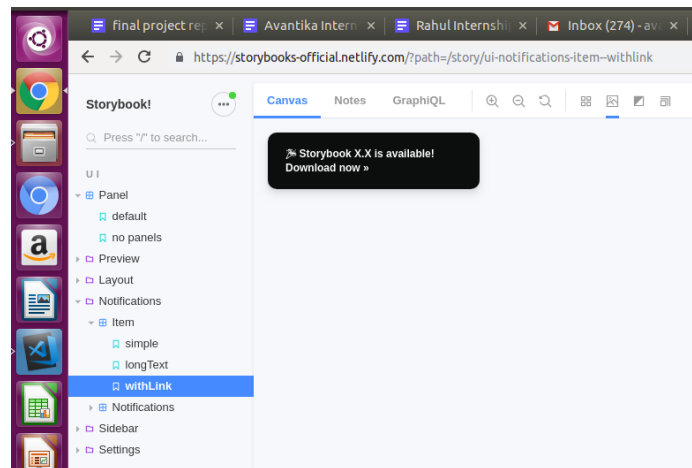 final project rep
Avantika Intern
Rahul Internshi
Inbox (274) - ava
https://storybooks-official.netlify.com/?path=/story/ui-notifications-item--withlink
Storybook!
Canvas
Notes
GraphiQL
Press "/" to search...
Storybook X.X is available!
Download now »
UI
Panel
default
no panels
Preview
Layout
Notifications
Item
simple
longText
withLink
Notifications
Sidebar
Settings